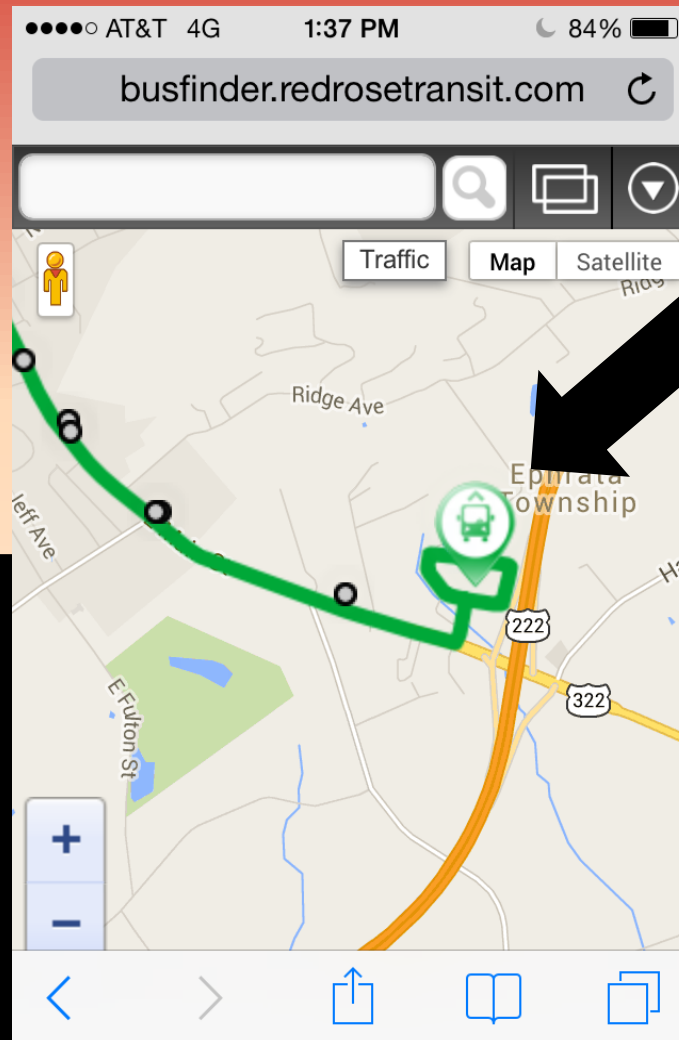 AT&T 4G 1:37 PM 84%
busfinder.redrosetransit.com
Traffic Map Satellite
Ridge Ave
Ephrata
Township
Jeff Ave
222
322
E Fulton St
+
−